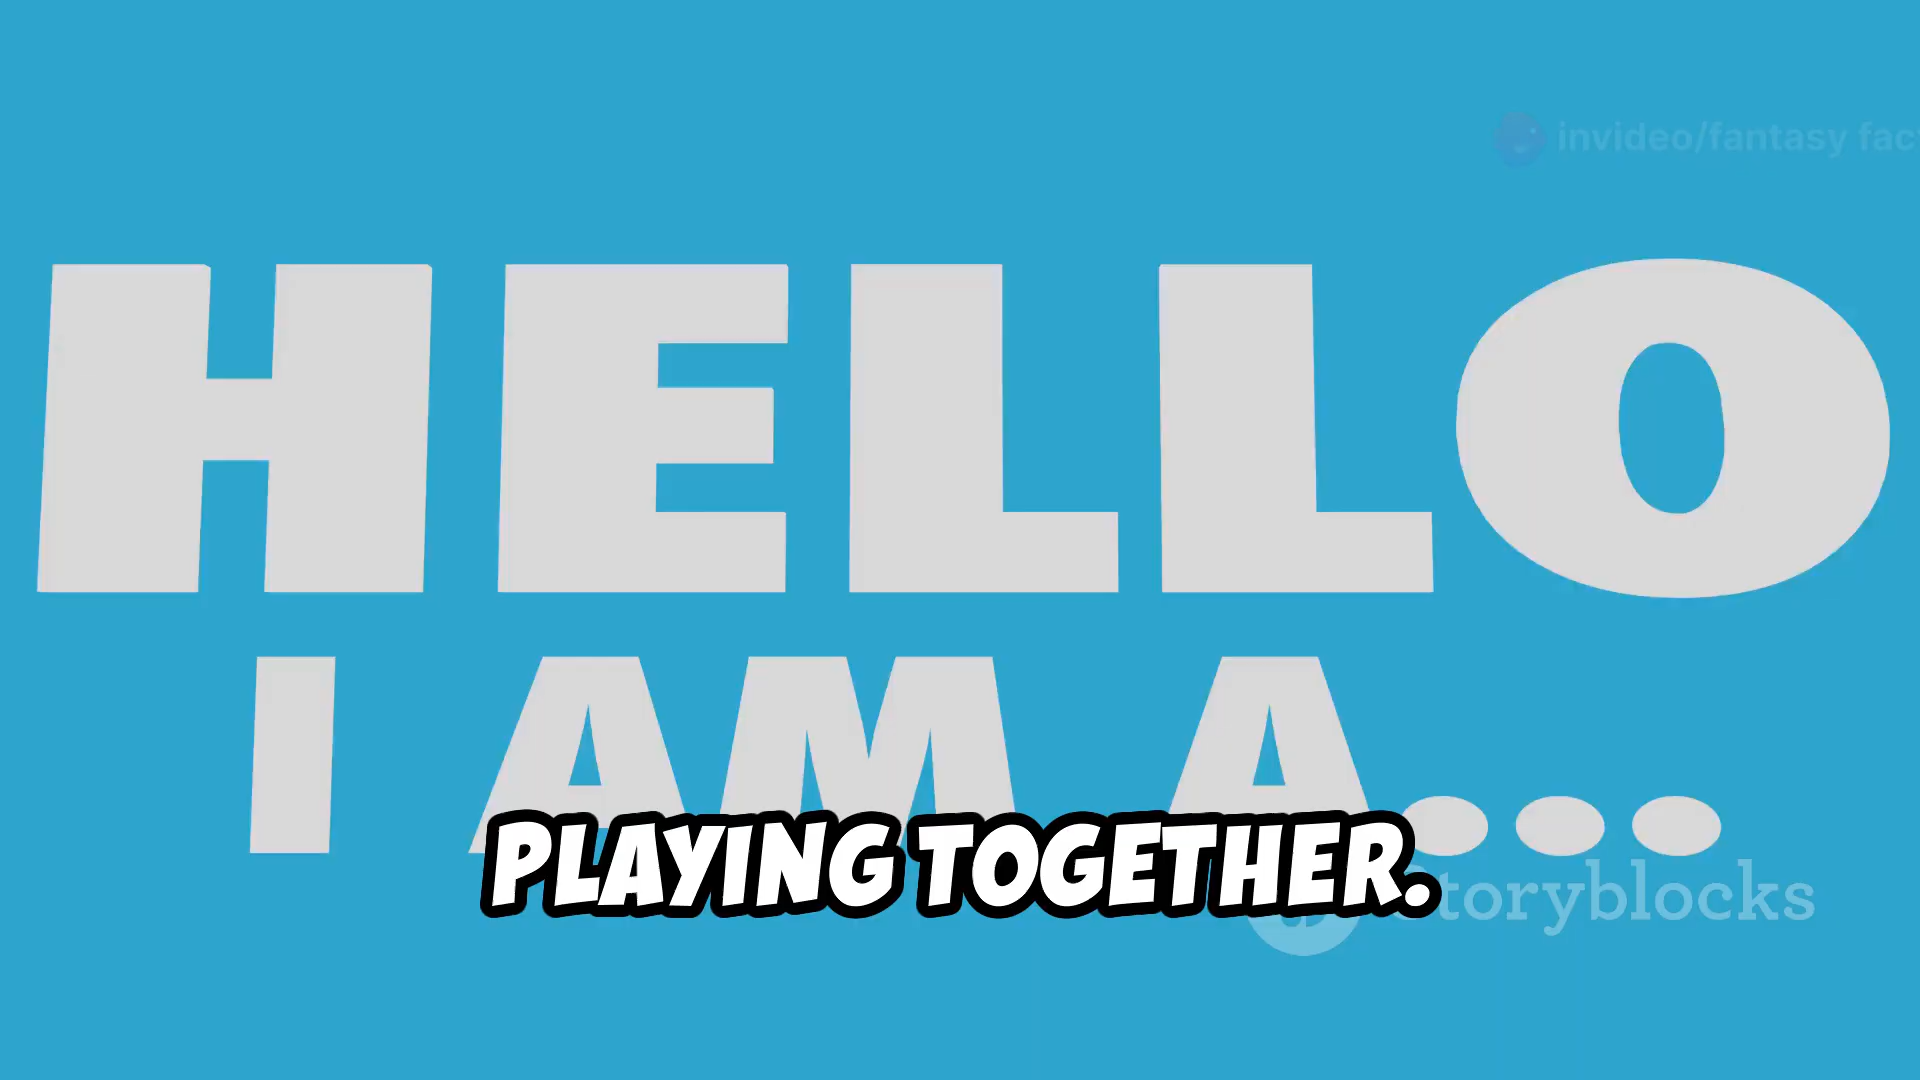 invideo/fantasy fac
HELLO
I AM A...
PLAYING TOGETHER.
storyblocks